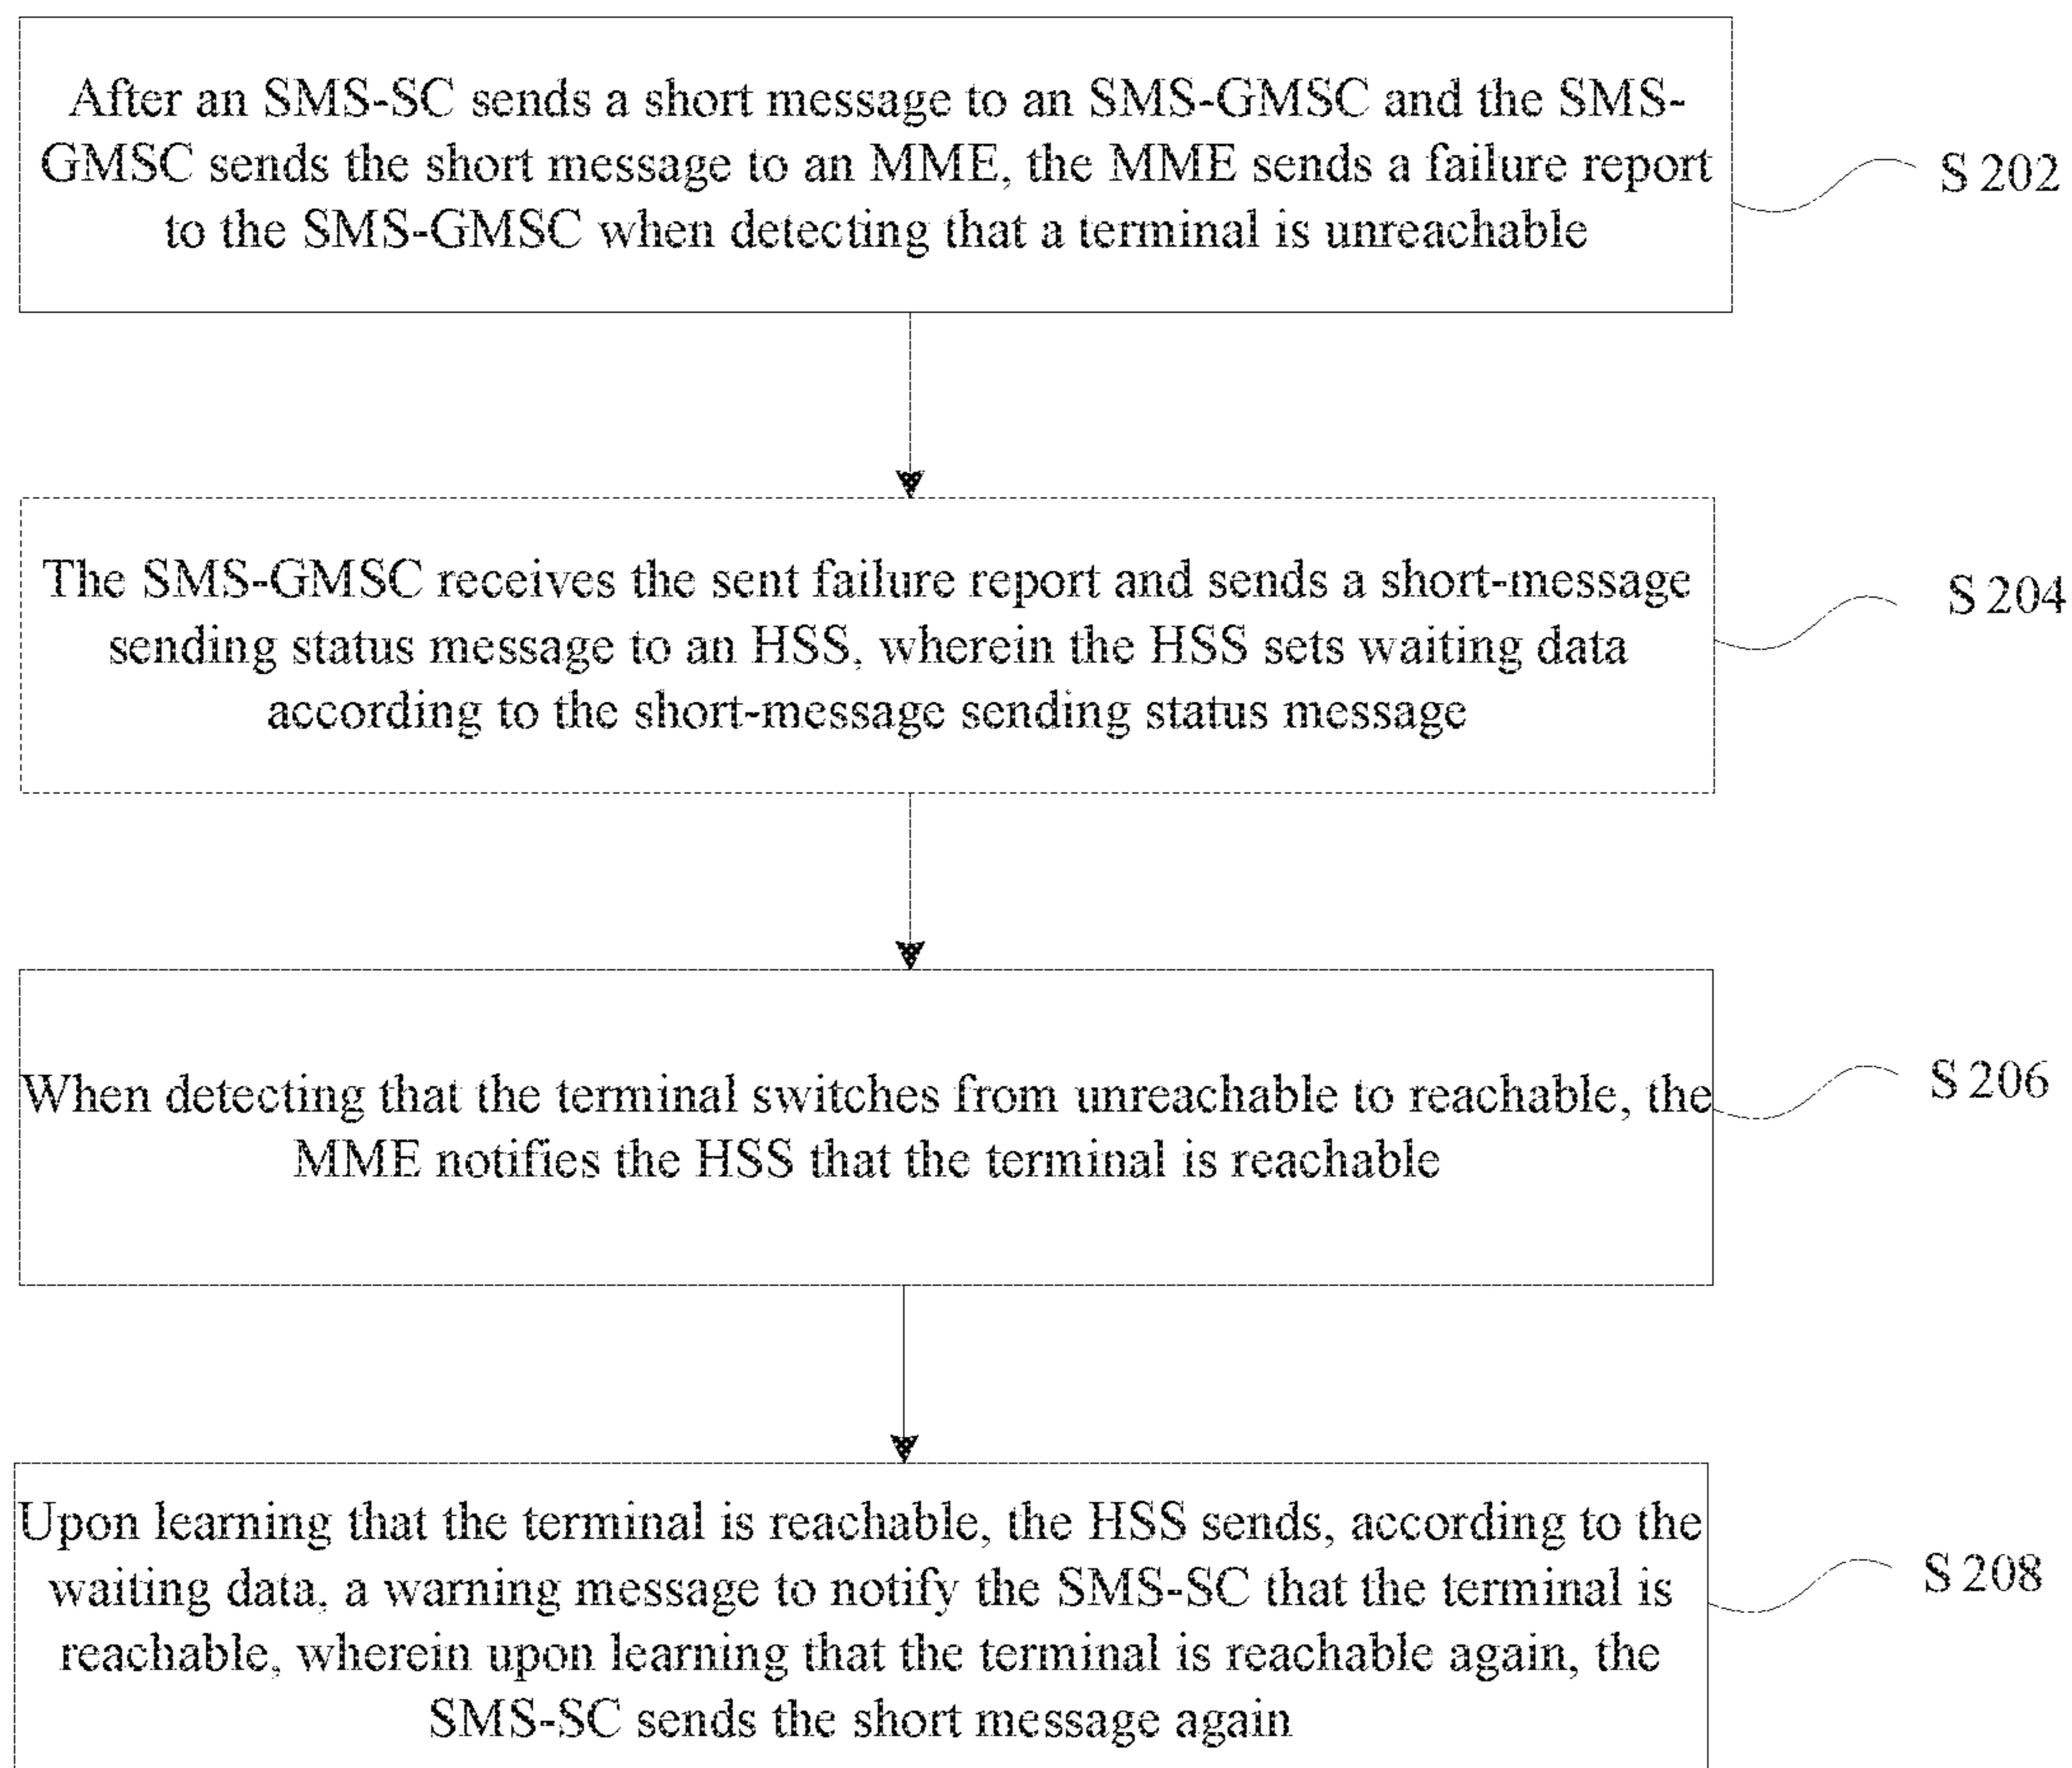 After an SMS-SC sends a short message to an SMS-GMSC and the SMS-
GMSC sends the short message to an MME, the MME sends a failure report
to the SMS-GMSC when detecting that a terminal is unreachable
S 202
The SMS-GMSC receives the sent failure report and sends a short-message
sending status message to an HSS, wherein the HSS sets waiting data
according to the short-message sending status message
S 204
When detecting that the terminal switches from unreachable to reachable, the
MME notifies the HSS that the terminal is reachable
S 206
Upon learning that the terminal is reachable, the HSS sends, according to the
waiting data, a warning message to notify the SMS-SC that the terminal is
reachable, wherein upon learning that the terminal is reachable again, the
SMS-SC sends the short message again
S 208